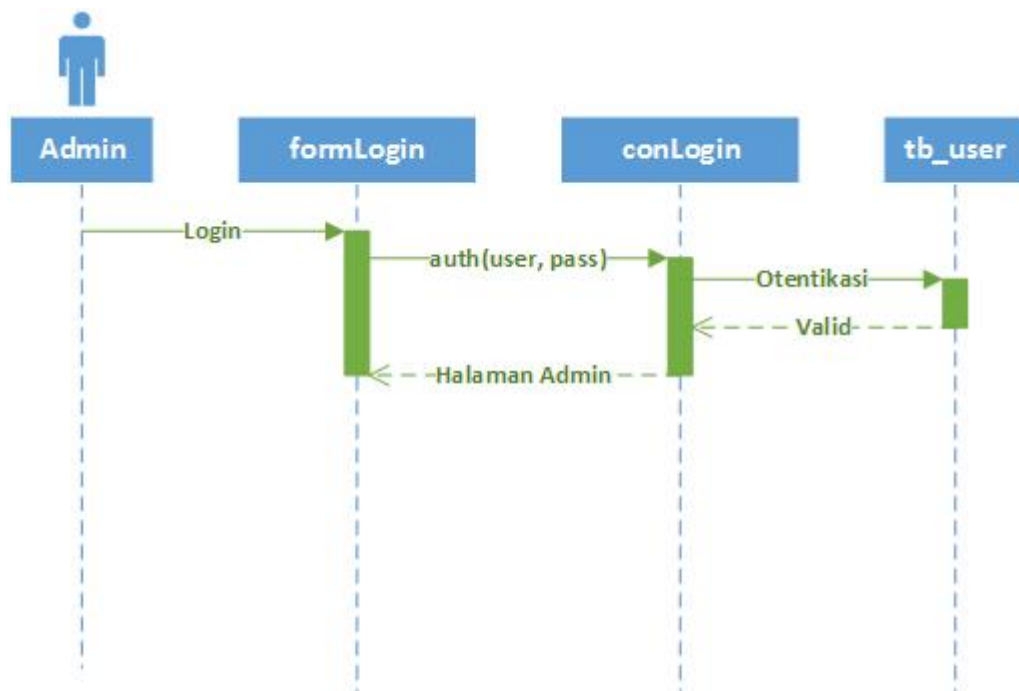 Admin
formLogin
conLogin
tb_user
Login
auth(user, pass)
Otentikasi
Valid
Halaman Admin